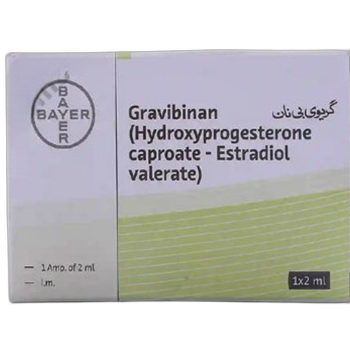 BAYER
BAYER
Gravibinan
گریوی بی نان
(Hydroxyprogesterone
caproate - Estradiol
valerate)
1 Amp. of 2 ml
i.m.
1x2 ml